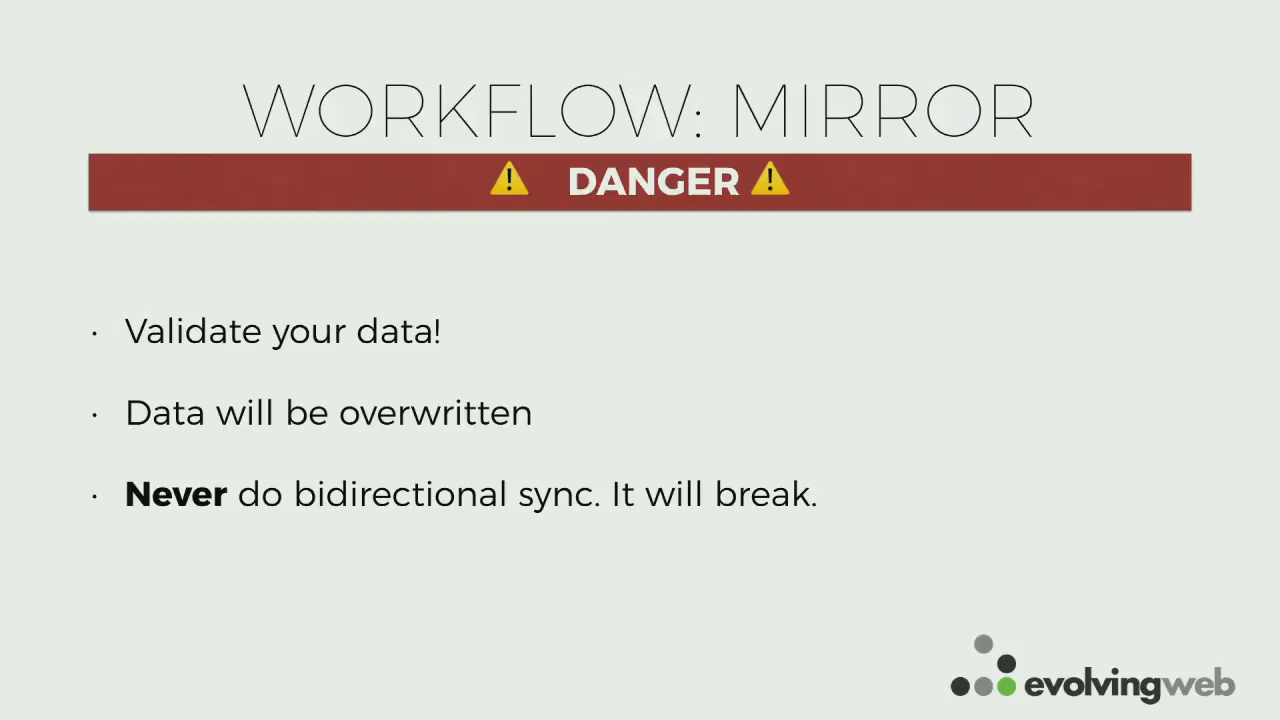 WORKFLOW: MIRROR
⚠️ DANGER ⚠️
· Validate your data!
· Data will be overwritten
· Never do bidirectional sync. It will break.
evolvingweb